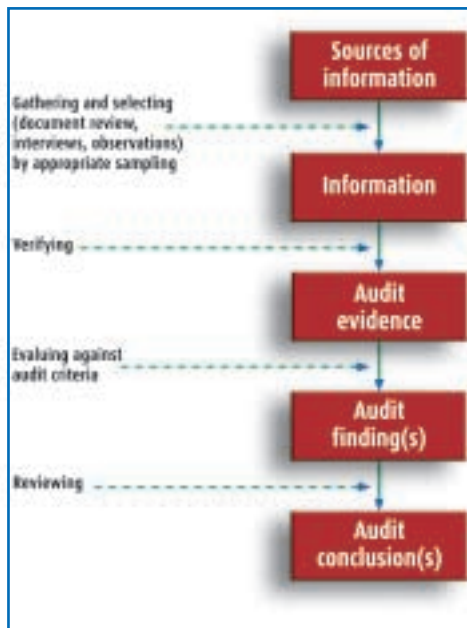 Sources of
information
Gathering and selecting
(document review,
interviews, observations)
by appropriate sampling
Information
Verifying
Audit
evidence
Evaluing against
audit criteria
Audit
finding(s)
Reviewing
Audit
conclusion(s)